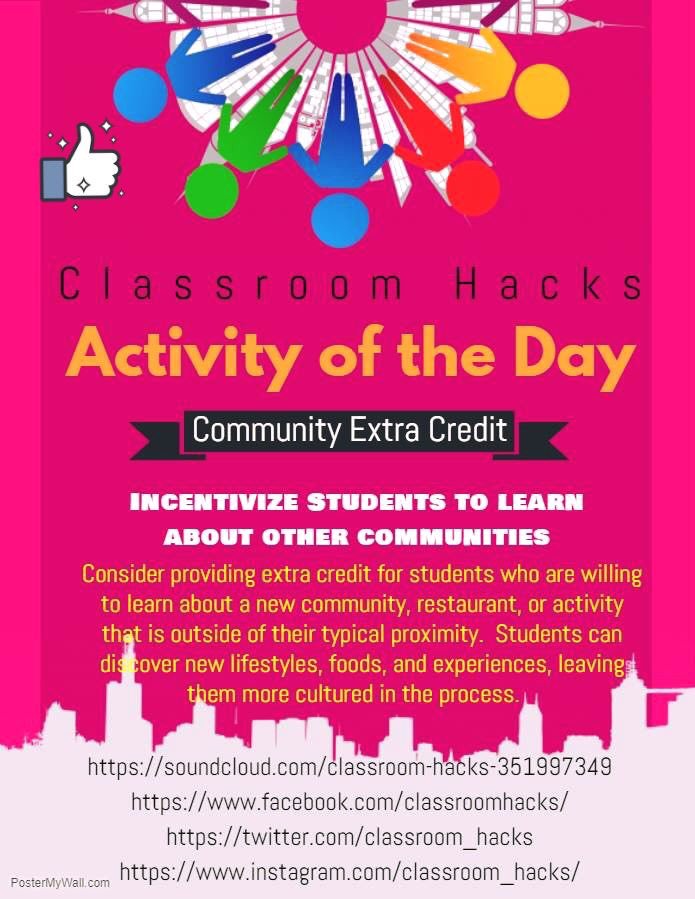 Classroom Hacks
Activity of the Day
Community Extra Credit
Incentivize Students to learn
about other communities
Consider providing extra credit for students who are willing
to learn about a new community, restaurant, or activity
that is outside of their typical proximity. Students can
discover new lifestyles, foods, and experiences, leaving
them more cultured in the process.
https://soundcloud.com/classroom-hacks-351997349
https://www.facebook.com/classroomhacks/
https://twitter.com/classroom_hacks
https://www.instagram.com/classroom_hacks/
PosterMyWall.com